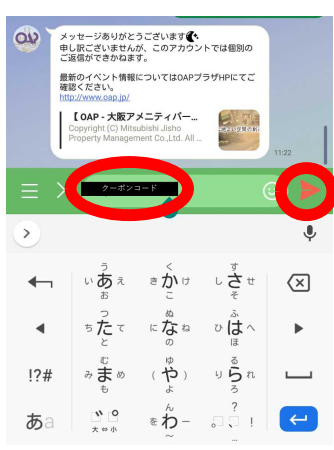 OAP
メッセージありがとうございます
申し訳ございませんが、このアカウントでは個別の
ご返信ができかねます。
最新のイベント情報についてはOAPプラザHPにてご
確認ください。
http://www.oap.jp/
【 OAP - 大阪アメニティパー...
Copyright (C) Mitsubishi Jisho
Property Management Co.,Ltd. All ...
11:22
クーポンコード
う く す
い あ え き か け し さ せ
お こ そ
つ ぬ ふ
ち た て に な ね ひ は へ
と の ほ
む ゆ る
!?# み ま め ( や ) り ら れ
も よ ろ
ん ?
あa 大⇔小 を わ ー 。 、 !
〜 ...